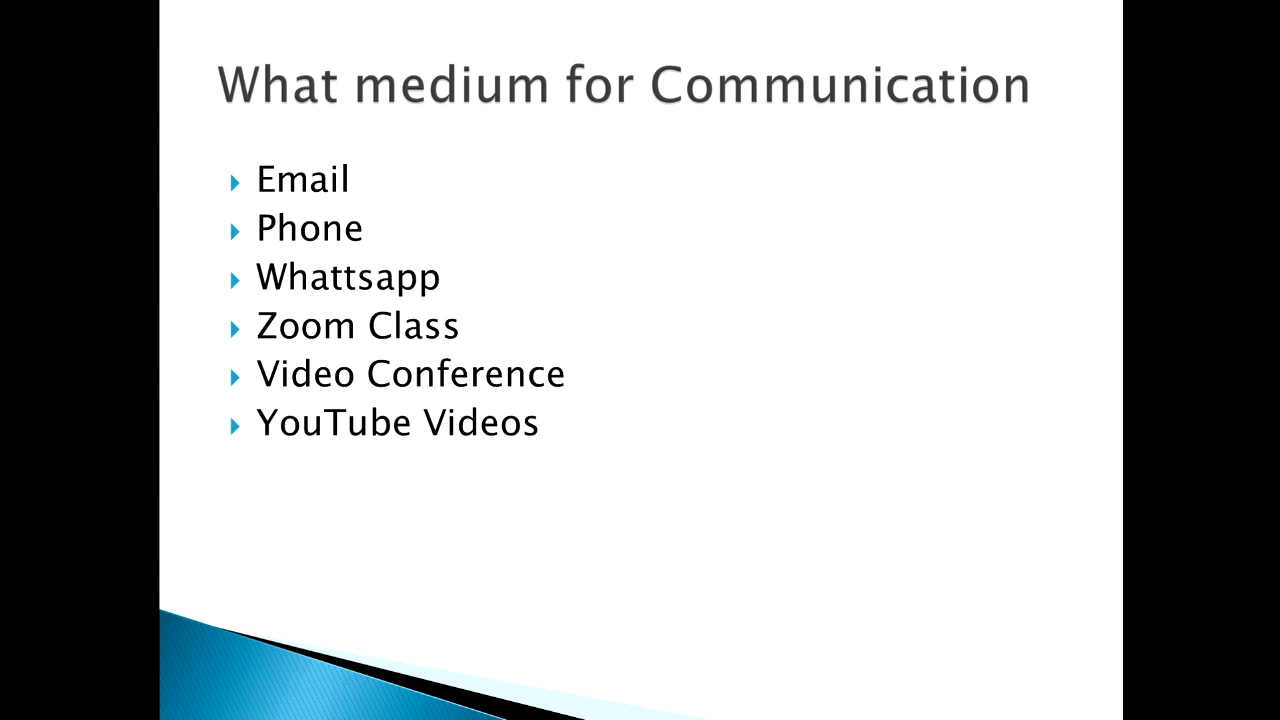 What medium for Communication
Email
Phone
Whattsapp
Zoom Class
Video Conference
YouTube Videos